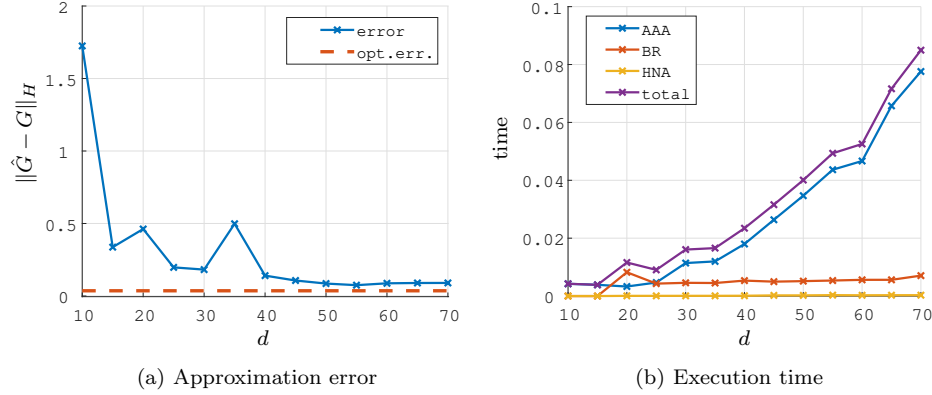 2
1.5
1
0.5
0
‖Ĝ − G‖_H
error
opt.err.
10 20 30 40 50 60 70
d
(a) Approximation error
0.1
0.08
0.06
0.04
0.02
0
time
AAA
BR
HNA
total
10 20 30 40 50 60 70
d
(b) Execution time